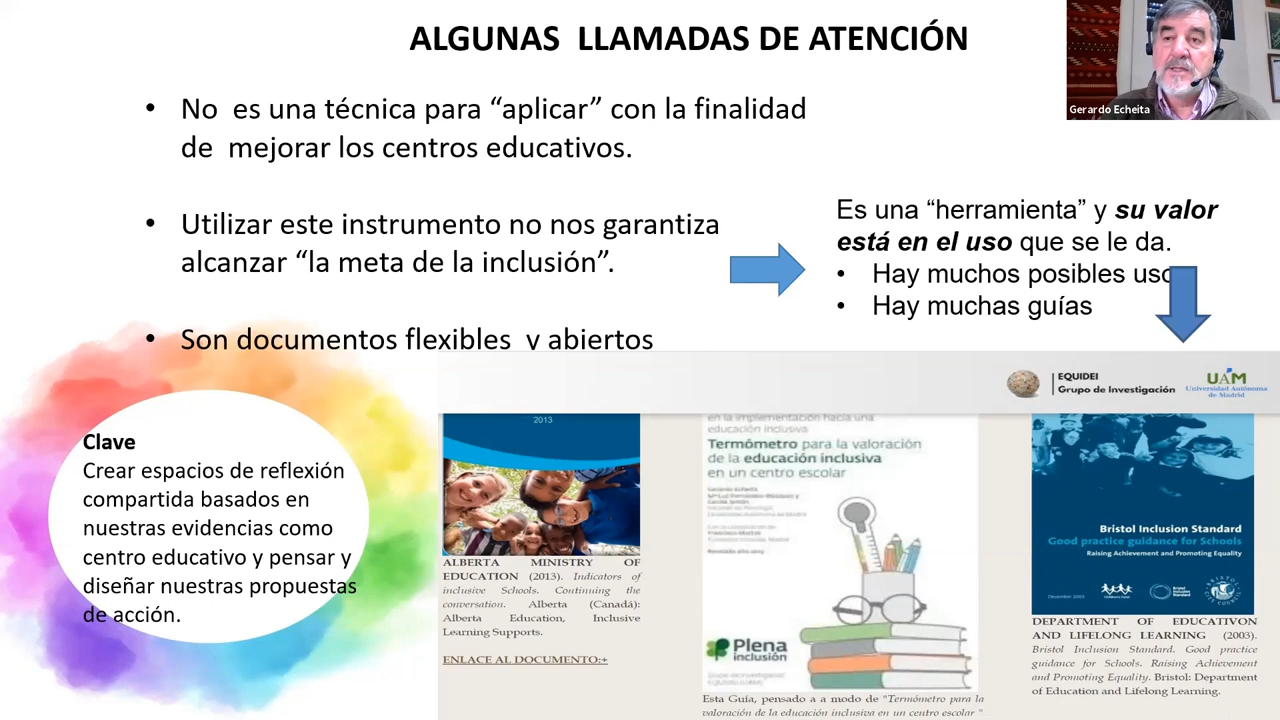 ALGUNAS LLAMADAS DE ATENCIÓN
Gerardo Echeita
• No es una técnica para “aplicar” con la finalidad
de mejorar los centros educativos.
• Utilizar este instrumento no nos garantiza
alcanzar “la meta de la inclusión”.
• Son documentos flexibles y abiertos
Es una “herramienta” y su valor
está en el uso que se le da.
• Hay muchos posibles uso
• Hay muchas guías
Clave
Crear espacios de reflexión
compartida basados en
nuestras evidencias como
centro educativo y pensar y
diseñar nuestras propuestas
de acción.
EQUIDEI
Grupo de Investigación
UAM
Universidad Autónoma
de Madrid
2013
ALBERTA MINISTRY OF
EDUCATION (2013). Indicators of
inclusive Schools. Continuing the
conversation. Alberta (Canadá):
Alberta Education, Inclusive
Learning Supports.
ENLACE AL DOCUMENTO:+
en la implementación hacia una
educación inclusiva
Termómetro para la valoración
de la educación inclusiva
en un centro escolar
Gerardo Echeita
Plena
inclusión
Esta Guía, pensado a a modo de "Termómetro para la
valoración de la educación inclusiva en un centro escolar "
Bristol Inclusion Standard
Good practice guidance for Schools
Raising Achievement and Promoting Equality
December 2003
DEPARTMENT OF EDUCATIVON
AND LIFELONG LEARNING (2003).
Bristol Inclusion Standard. Good practice
guidance for Schools. Raising Achievement
and Promoting Equality. Bristol: Department
of Education and Lifelong Learning.